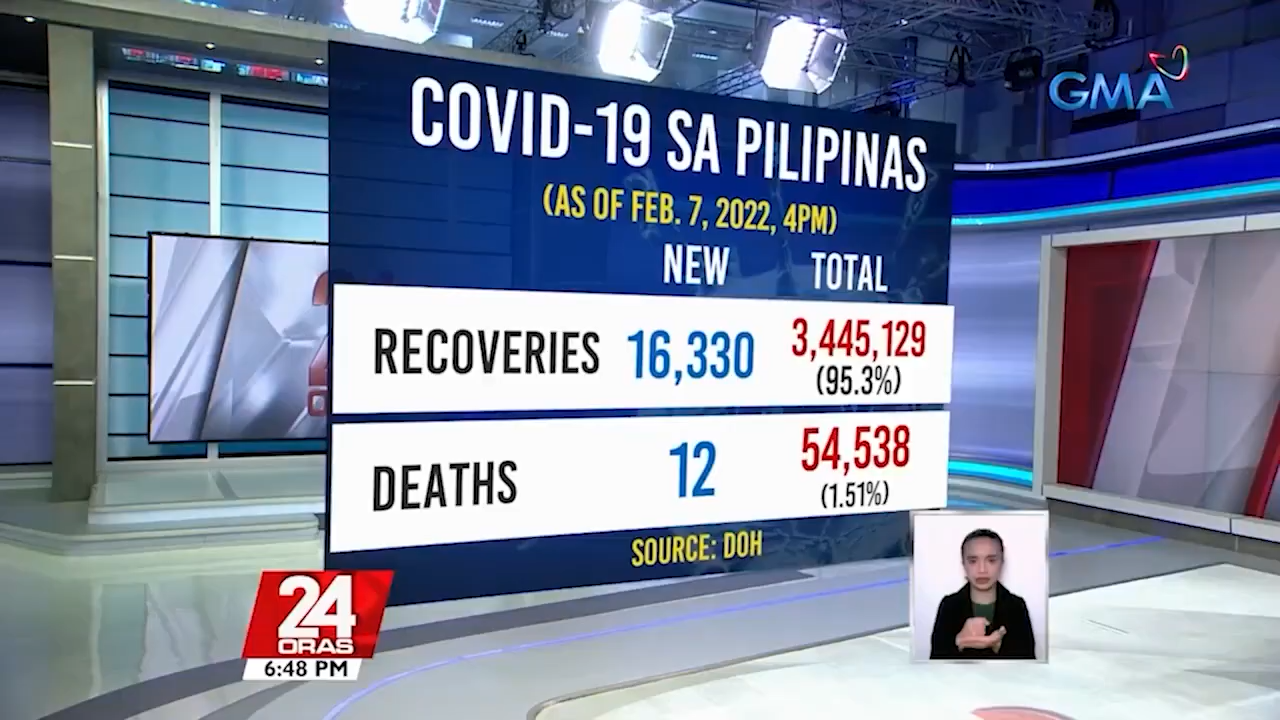 GMA
COVID-19 SA PILIPINAS
(AS OF FEB. 7, 2022, 4PM)
NEW TOTAL
RECOVERIES 16,330 3,445,129
(95.3%)
DEATHS 12 54,538
(1.51%)
SOURCE: DOH
24
ORAS
6:48 PM